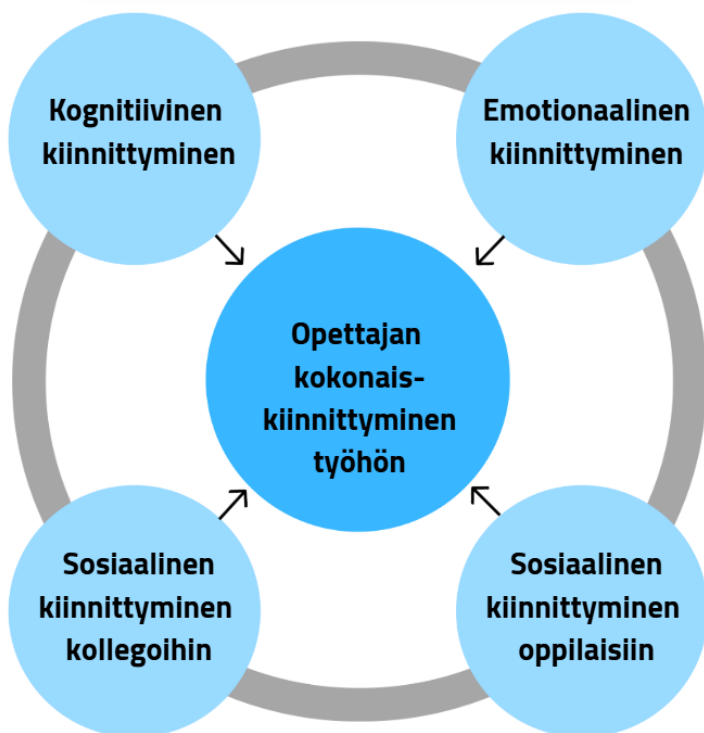 Kognitiivinen
kiinnittyminen
Emotionaalinen
kiinnittyminen
Opettajan
kokonais-
kiinnittyminen
työhön
Sosiaalinen
kiinnittyminen
kollegoihin
Sosiaalinen
kiinnittyminen
oppilaisiin